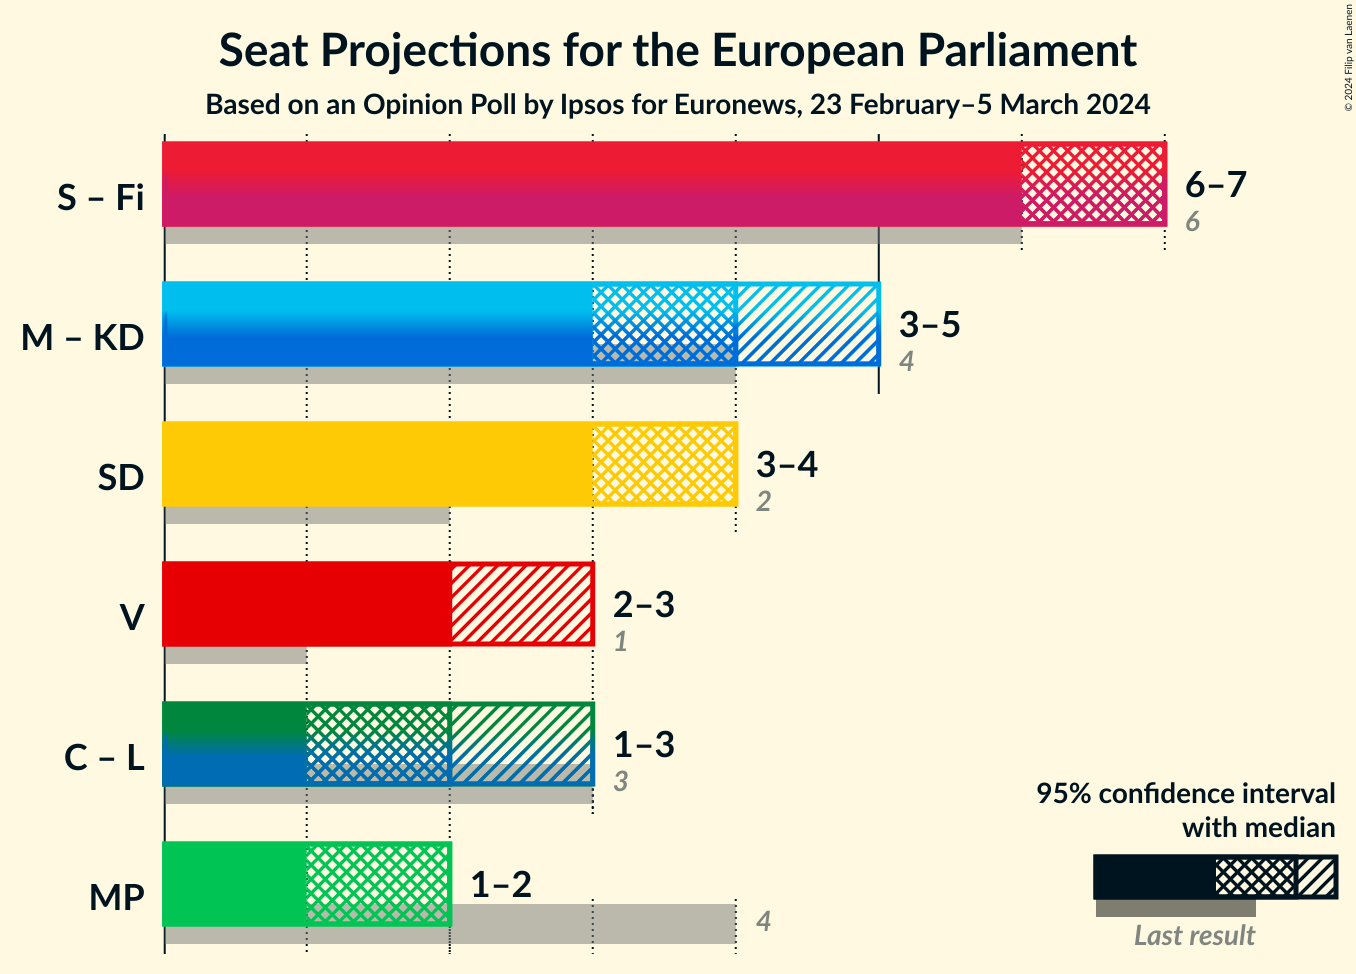 Seat Projections for the European Parliament
Based on an Opinion Poll by Ipsos for Euronews, 23 February–5 March 2024
© 2024 Filip van Laenen
S – Fi
6–7
6
M – KD
3–5
4
SD
3–4
2
V
2–3
1
C – L
1–3
3
MP
1–2
4
95% confidence interval
with median
Last result